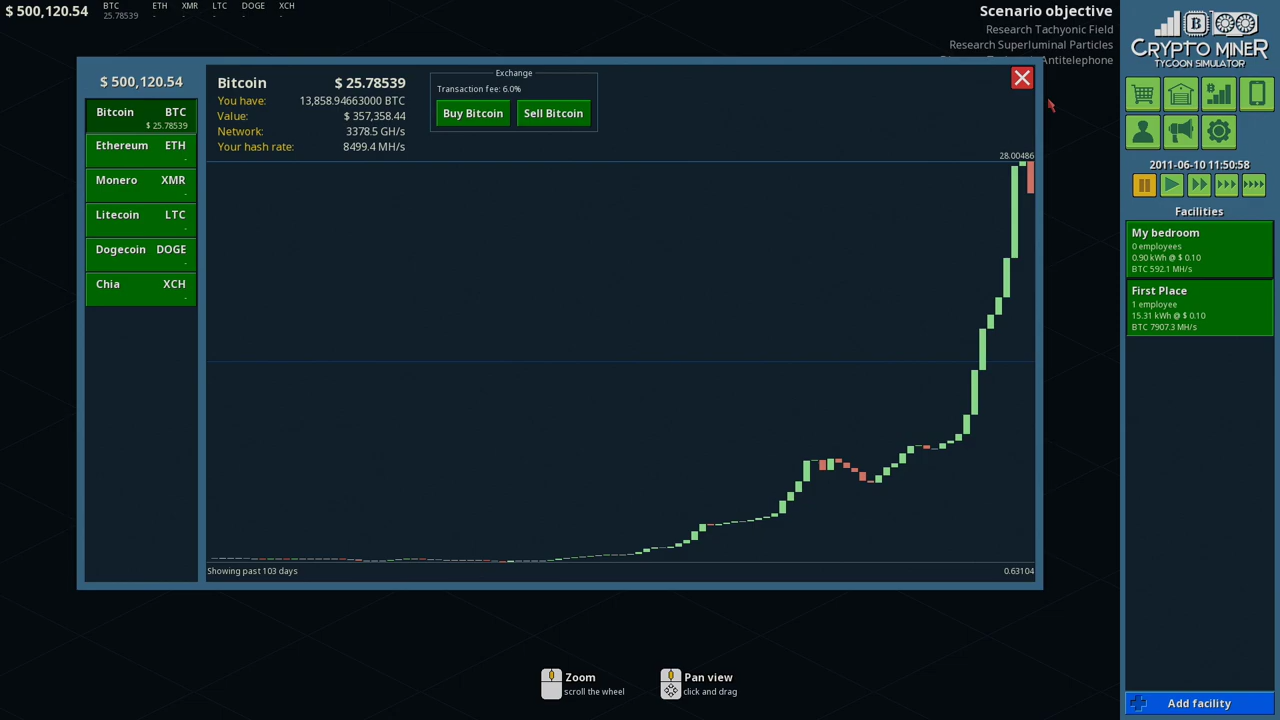 $ 500,120.54
BTC
25.78539
ETH
XMR
LTC
DOGE
XCH
Scenario objective
Research Tachyonic Field
Research Superluminal Particles
Antitelephone
CRYPTO MINER
TYCOON SIMULATOR
2011-06-10 11:50:58
Facilities
My bedroom
0 employees
0.90 kWh @ $ 0.10
BTC 592.1 MH/s
First Place
1 employee
15.31 kWh @ $ 0.10
BTC 7907.3 MH/s
Add facility
$ 500,120.54
Bitcoin BTC
$ 25.78539
Ethereum ETH
-
Monero XMR
-
Litecoin LTC
-
Dogecoin DOGE
-
Chia XCH
-
Bitcoin $ 25.78539
You have: 13,858.94663000 BTC
Value: $ 357,358.44
Network: 3378.5 GH/s
Your hash rate: 8499.4 MH/s
Exchange
Transaction fee: 6.0%
Buy Bitcoin
Sell Bitcoin
28.00486
Showing past 103 days
0.63104
Zoom
scroll the wheel
Pan view
click and drag